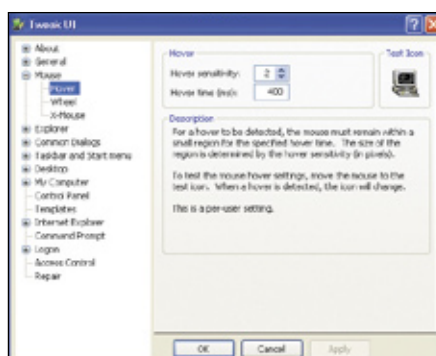 Tweak UI
About
General
Mouse
Hover
Wheel
X-Mouse
Explorer
Common Dialogs
Taskbar and Start menu
Desktop
My Computer
Control Panel
Templates
Internet Explorer
Command Prompt
Logon
Access Control
Repair
Hover
Hover sensitivity: 2
Hover time (ms): 400
Test Icon
Description
For a hover to be detected, the mouse must remain within a
small region for the specified hover time. The size of the
region is determined by the hover sensitivity (in pixels).
To test the mouse hover settings, move the mouse to the
test icon. When a hover is detected, the icon will change.
This is a per-user setting.
OK Cancel Apply